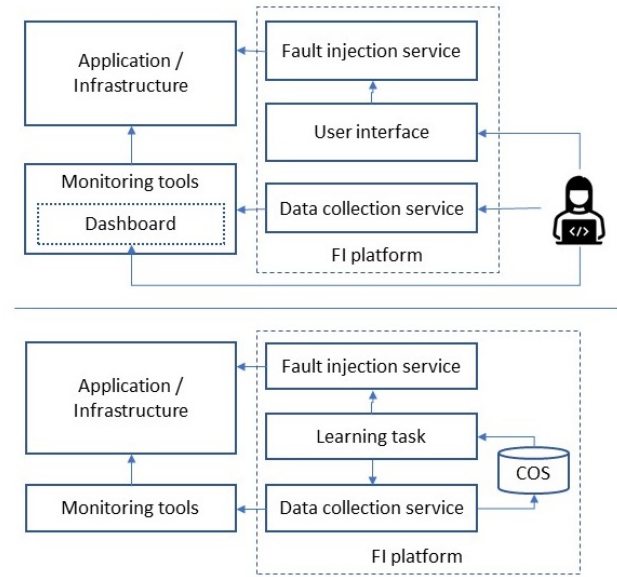 Application /
Infrastructure
Fault injection service
User interface
Monitoring tools
Dashboard
Data collection service
</>
FI platform
Application /
Infrastructure
Fault injection service
Learning task
COS
Monitoring tools
Data collection service
FI platform